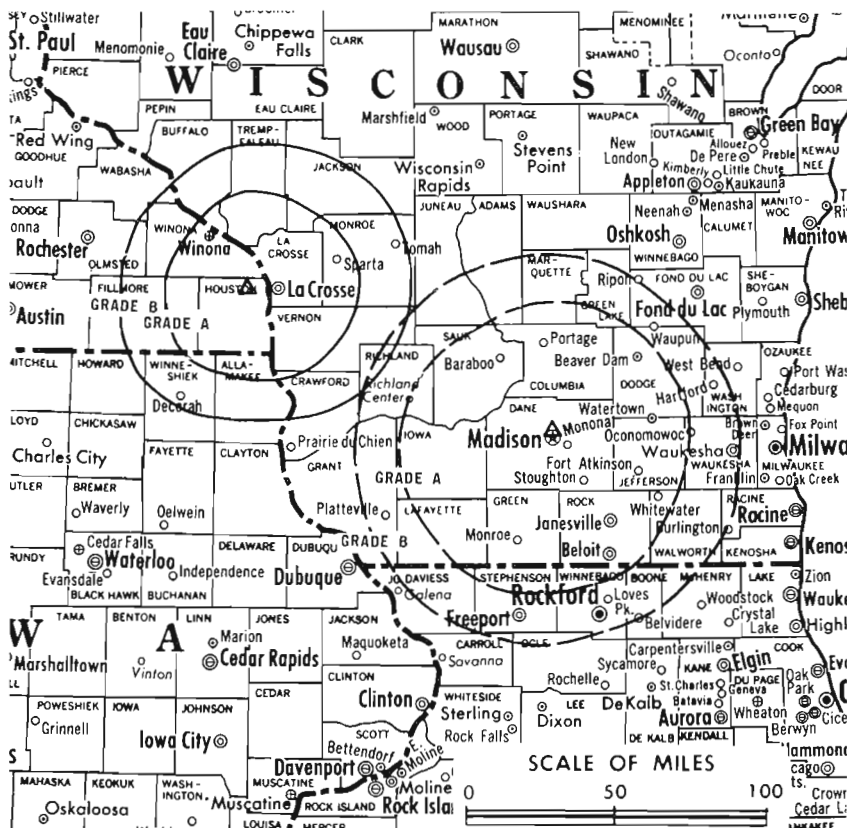 Stillwater
St. Paul
Menomonie
Eau Claire
Chippewa Falls
CLARK
MARATHON
Wausau
MENOMINEE
SHAWANO
Oconto
PIERCE
WISCONSIN
Shawano
DOOR
PEPIN
EAU CLAIRE
Marshfield
WOOD
PORTAGE
WAUPACA
BROWN
Red Wing
GOODHUE
BUFFALO
TREMPEALEAU
OUTAGAMIE
Green Bay
Allouez
Preble
De Pere
KEWAUNEE
WABASHA
JACKSON
Wisconsin Rapids
Stevens Point
New London
Kimberly
Little Chute
Appleton
Kaukauna
DODGE
WINONA
Winona
MONROE
JUNEAU
ADAMS
WAUSHARA
Menasha
MANITOWOC
Neenah
CALUMET
Rochester
OLMSTED
LA CROSSE
Tomah
Sparta
Oshkosh
WINNEBAGO
MARQUETTE
MOWER
FILLMORE
HOUSTON
La Crosse
Ripon
FOND DU LAC
SHEBOYGAN
Austin
GRADE B
GRADE A
VERNON
GREEN LAKE
Fond du Lac
Plymouth
SAUK
Portage
Waupun
OZAUKEE
MITCHELL
HOWARD
WINNESHIEK
ALLAMAKEE
RICHLAND
Baraboo
Beaver Dam
West Bend
Port Was
CRAWFORD
Richland Center
COLUMBIA
DODGE
Hartford
Cedarburg
Decorah
DANE
WASHINGTON
Mequon
CHICKASAW
IOWA
Watertown
Brown Deer
Fox Point
FAYETTE
CLAYTON
Prairie du Chien
Madison
Monona
Oconomowoc
Milwa
Charles City
GRANT
Waukesha
Fort Atkinson
WAUKESHA
MILWAUKEE
GRADE A
Stoughton
JEFFERSON
Franklin
Oak Creek
BREMER
Waverly
Oelwein
Platteville
LAFAYETTE
GREEN
ROCK
Whitewater
RACINE
Racine
Janesville
Burlington
Cedar Falls
DELAWARE
GRADE B
Monroe
Beloit
WALWORTH
KENOSHA
Kenos
Waterloo
Evansdale
Independence
Dubuque
BLACK HAWK
BUCHANAN
JO DAVIESS
STEPHENSON
WINNEBAGO
BOONE
McHENRY
LAKE
Zion
Galena
Rockford
Loves Pk.
Woodstock
Wauke
Freeport
Belvidere
Crystal Lake
Highl
TAMA
BENTON
LINN
JONES
JACKSON
WA
Marion
Maquoketa
CARROLL
OGLE
Carpentersville
COOK
Marshalltown
Vinton
Cedar Rapids
Savanna
Sycamore
KANE
Elgin
CLINTON
Rochelle
DU PAGE
CEDAR
Clinton
WHITESIDE
LEE
DeKalb
St. Charles
Geneva
Oak Park
POWESHIEK
IOWA
JOHNSON
Sterling
Dixon
Batavia
Wheaton
Grinnell
SCOTT
Rock Falls
Aurora
Berwyn
Iowa City
Bettendorf
E. Moline
DE KALB
KENDALL
Davenport
Moline
MAHASKA
KEOKUK
WASHINGTON
MUSCATINE
Muscatine
ROCK ISLAND
Rock Isla
Oskaloosa
LOUISA
MERCER
SCALE OF MILES
0 50 100